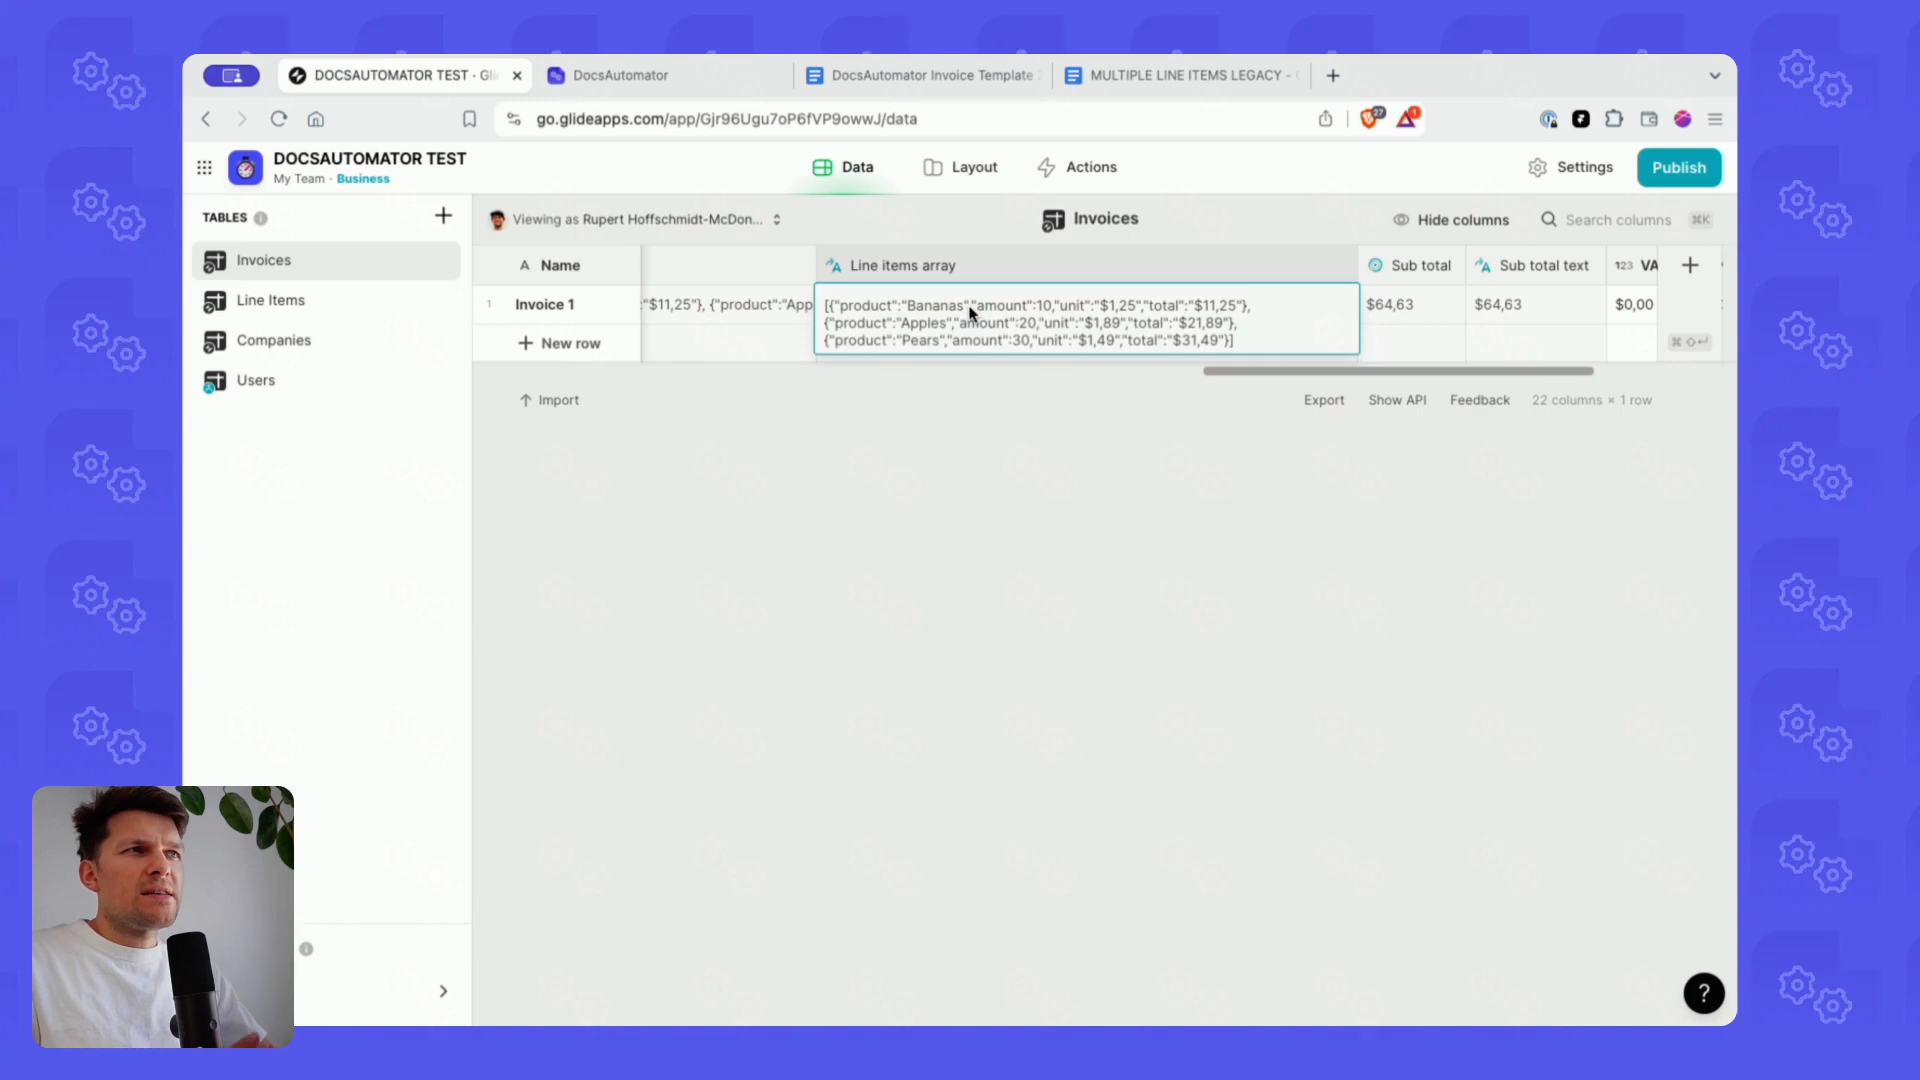 DOCSAUTOMATOR TEST · Gli
DocsAutomator
DocsAutomator Invoice Template
MULTIPLE LINE ITEMS LEGACY -
go.glideapps.com/app/Gjr96Ugu7oP6fVP9owwJ/data
27
1
DOCSAUTOMATOR TEST
My Team · Business
Data
Layout
Actions
Settings
Publish
TABLES
Viewing as Rupert Hoffschmidt-McDon...
Invoices
Hide columns
Search columns
⌘K
Invoices
Line Items
Companies
Users
A Name
Line items array
Sub total
Sub total text
123 VA
1
Invoice 1
:"$11,25"}, {"product":"App
[{"product":"Bananas","amount":10,"unit":"$1,25","total":"$11,25"},
{"product":"Apples","amount":20,"unit":"$1,89","total":"$21,89"},
{"product":"Pears","amount":30,"unit":"$1,49","total":"$31,49"}]
$64,63
$64,63
$0,00
New row
Import
Export
Show API
Feedback
22 columns × 1 row
?